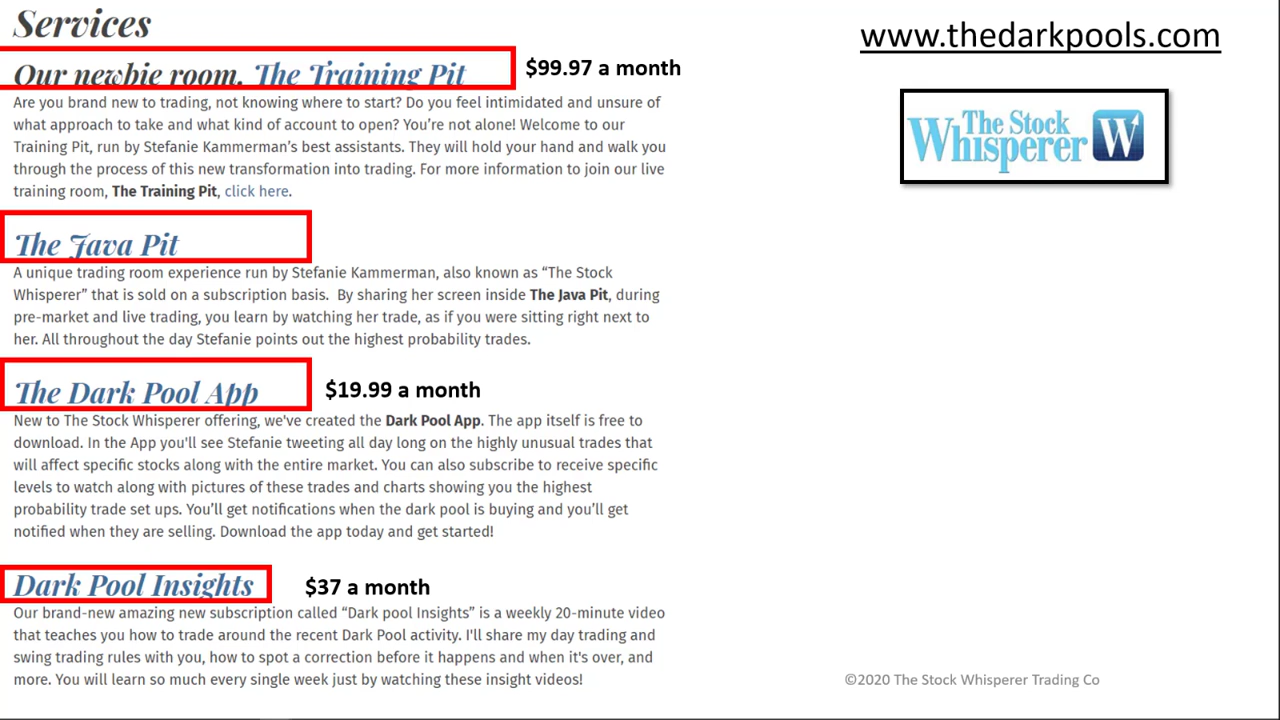 Services
www.thedarkpools.com
Our newbie room. The Training Pit
$99.97 a month
Are you brand new to trading, not knowing where to start? Do you feel intimidated and unsure of
what approach to take and what kind of account to open? You're not alone! Welcome to our
Training Pit, run by Stefanie Kammerman's best assistants. They will hold your hand and walk you
through the process of this new transformation into trading. For more information to join our live
training room, The Training Pit, click here.
The Stock
Whisperer
W
The Java Pit
A unique trading room experience run by Stefanie Kammerman, also known as “The Stock
Whisperer” that is sold on a subscription basis.  By sharing her screen inside The Java Pit, during
pre-market and live trading, you learn by watching her trade, as if you were sitting right next to
her. All throughout the day Stefanie points out the highest probability trades.
The Dark Pool App
$19.99 a month
New to The Stock Whisperer offering, we've created the Dark Pool App. The app itself is free to
download. In the App you'll see Stefanie tweeting all day long on the highly unusual trades that
will affect specific stocks along with the entire market. You can also subscribe to receive specific
levels to watch along with pictures of these trades and charts showing you the highest
probability trade set ups. You’ll get notifications when the dark pool is buying and you’ll get
notified when they are selling. Download the app today and get started!
Dark Pool Insights
$37 a month
Our brand-new amazing new subscription called “Dark pool Insights” is a weekly 20-minute video
that teaches you how to trade around the recent Dark Pool activity. I'll share my day trading and
swing trading rules with you, how to spot a correction before it happens and when it's over, and
more. You will learn so much every single week just by watching these insight videos!
©2020 The Stock Whisperer Trading Co